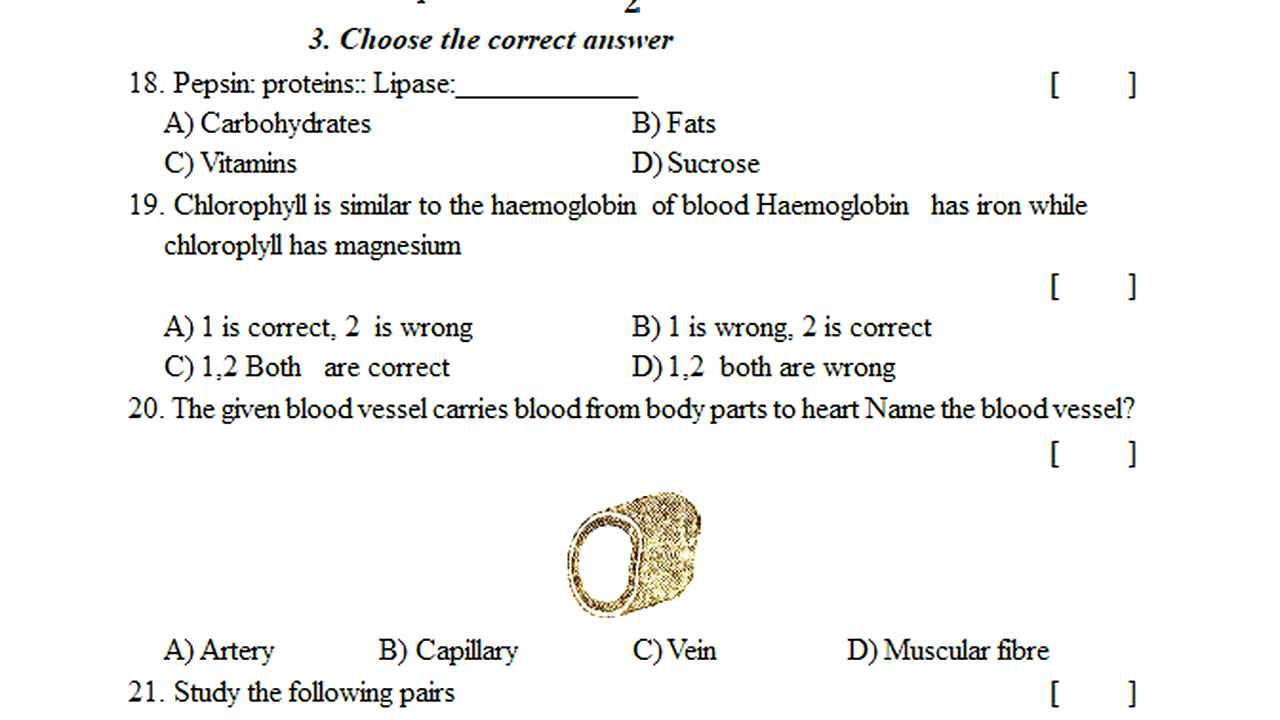 2
3. Choose the correct answer
18. Pepsin: proteins:: Lipase:_____________ [ ]
A) Carbohydrates B) Fats
C) Vitamins D) Sucrose
19. Chlorophyll is similar to the haemoglobin of blood Haemoglobin has iron while
chloroplyll has magnesium
[ ]
A) 1 is correct, 2 is wrong B) 1 is wrong, 2 is correct
C) 1,2 Both are correct D) 1,2 both are wrong
20. The given blood vessel carries blood from body parts to heart Name the blood vessel?
[ ]
A) Artery B) Capillary C) Vein D) Muscular fibre
21. Study the following pairs [ ]